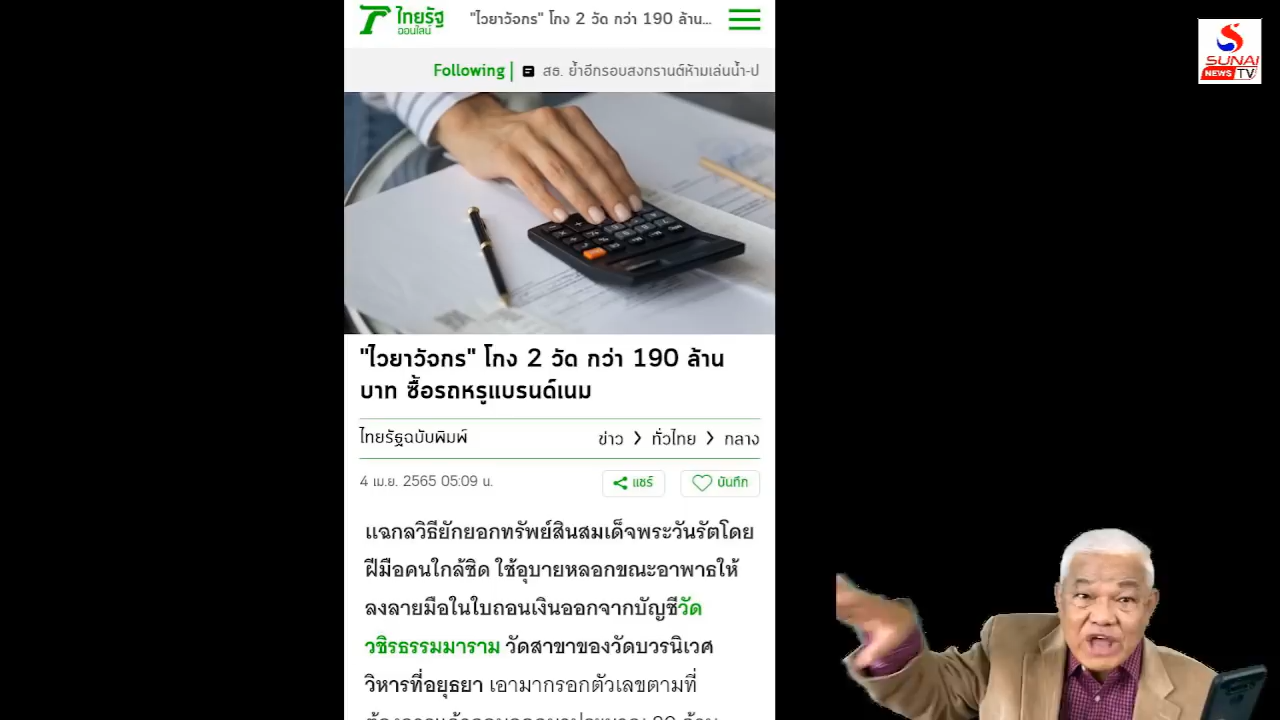 ไทยรัฐ
ออนไลน์
"ไวยาวัจกร" โกง 2 วัด กว่า 190 ล้าน...
Following
สธ. ย้ำอีกรอบสงกรานต์ห้ามเล่นน้ำ-ป
SUNAI
NEWS TV
"ไวยาวัจกร" โกง 2 วัด กว่า 190 ล้าน
บาท ซื้อรถหรูแบรนด์เนม
ไทยรัฐฉบับพิมพ์
ข่าว > ทั่วไทย > กลาง
4 เม.ย. 2565 05:09 น.
แชร์
บันทึก
แฉกลวิธียักยอกทรัพย์สินสมเด็จพระวันรัตโดย
ฝีมือคนใกล้ชิด ใช้อุบายหลอกขณะอาพาธให้
ลงลายมือในใบถอนเงินออกจากบัญชีวัด
วชิรธรรมมาราม วัดสาขาของวัดบวรนิเวศ
วิหารที่อยุธยา เอามากรอกตัวเลขตามที่